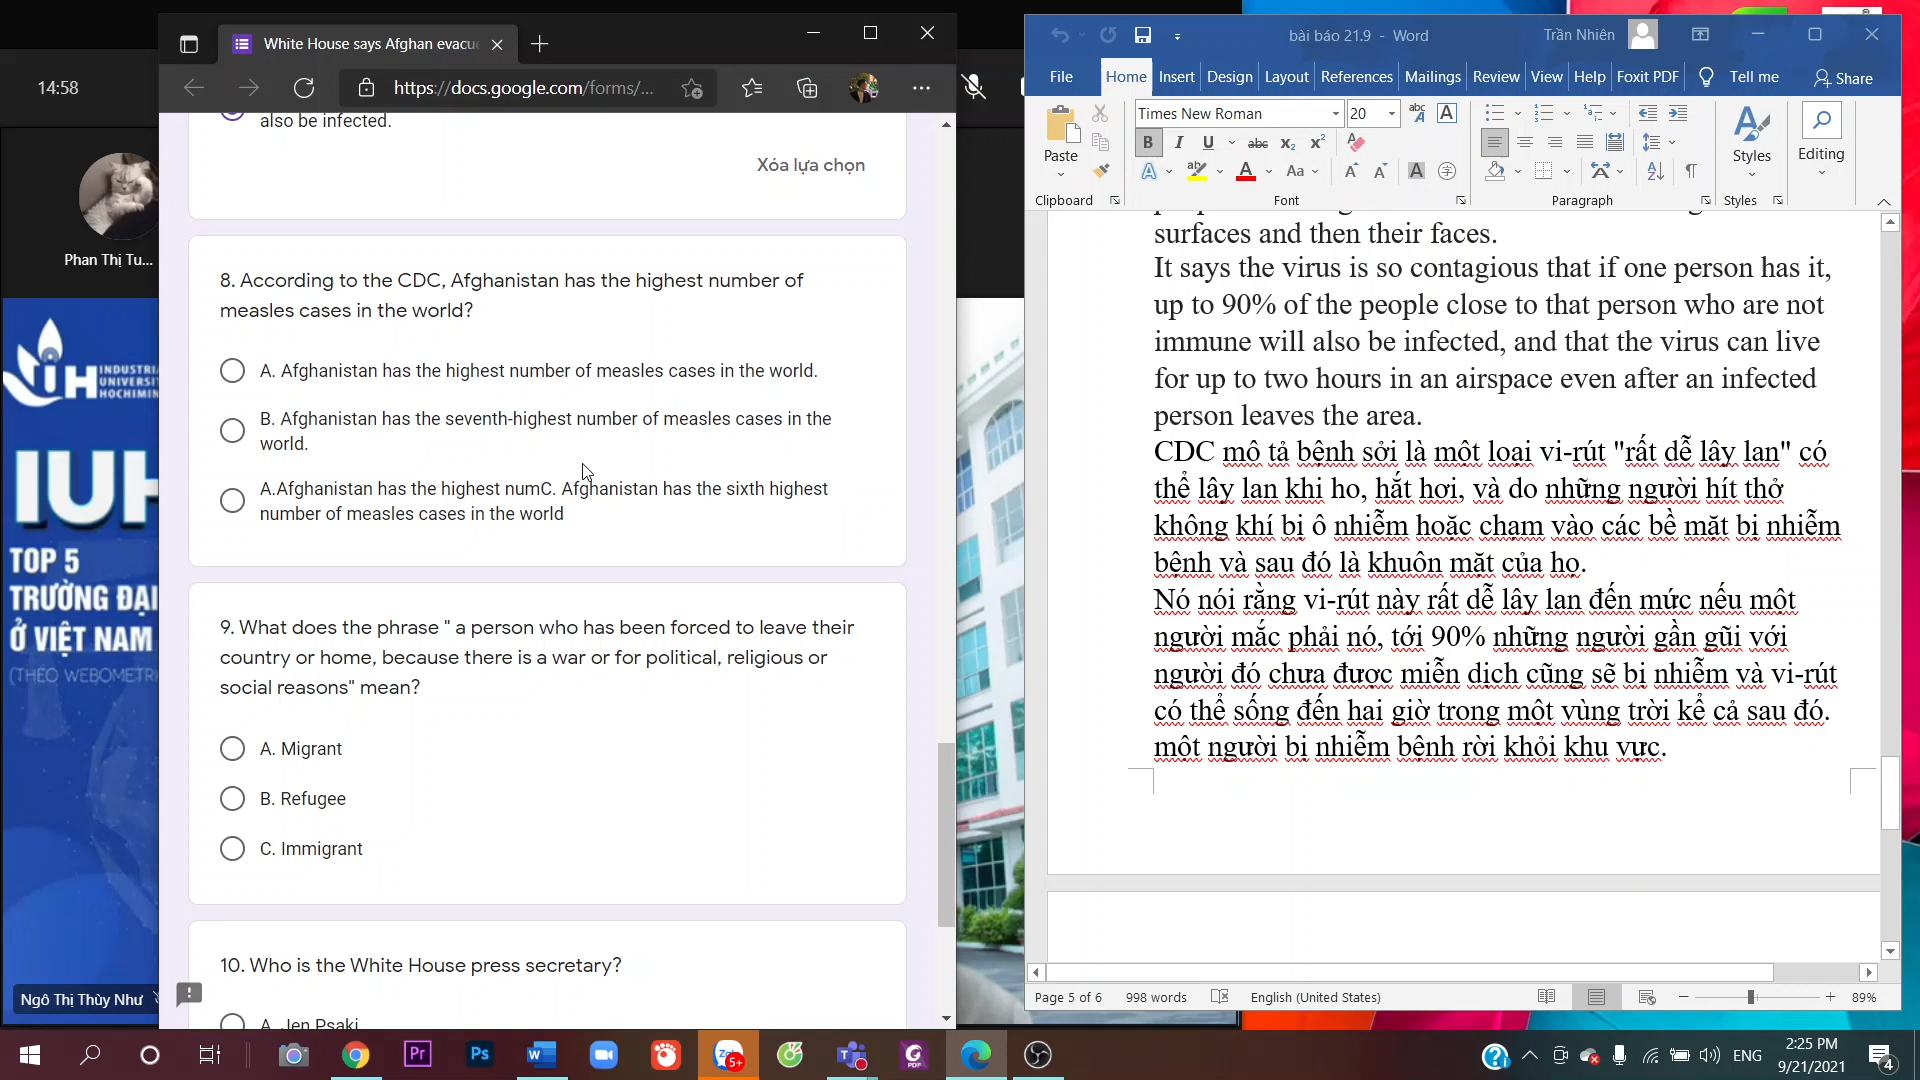 14:58
Phan Thị Tu...
INDUSTRIA
UNIVERSI
HOCHIMIN
IUH
TOP 5
TRƯỜNG ĐẠI
Ở VIỆT NAM
(THEO WEBOMETRI
Ngô Thị Thùy Như
White House says Afghan evacue
https://docs.google.com/forms/...
also be infected.
Xóa lựa chọn
8. According to the CDC, Afghanistan has the highest number of
measles cases in the world?
A. Afghanistan has the highest number of measles cases in the world.
B. Afghanistan has the seventh-highest number of measles cases in the
world.
A.Afghanistan has the highest numC. Afghanistan has the sixth highest
number of measles cases in the world
9. What does the phrase " a person who has been forced to leave their
country or home, because there is a war or for political, religious or
social reasons" mean?
A. Migrant
B. Refugee
C. Immigrant
10. Who is the White House press secretary?
A. Jen Psaki
bài báo 21.9 - Word
Trần Nhiên
File Home Insert Design Layout References Mailings Review View Help Foxit PDF Tell me Share
Times New Roman 20
Paste
Styles
Editing
Clipboard Font Paragraph Styles
surfaces and then their faces.
It says the virus is so contagious that if one person has it,
up to 90% of the people close to that person who are not
immune will also be infected, and that the virus can live
for up to two hours in an airspace even after an infected
person leaves the area.
CDC mô tả bệnh sởi là một loại vi-rút "rất dễ lây lan" có
thể lây lan khi ho, hắt hơi, và do những người hít thở
không khí bị ô nhiễm hoặc chạm vào các bề mặt bị nhiễm
bệnh và sau đó là khuôn mặt của họ.
Nó nói rằng vi-rút này rất dễ lây lan đến mức nếu một
người mắc phải nó, tới 90% những người gần gũi với
người đó chưa được miễn dịch cũng sẽ bị nhiễm và vi-rút
có thể sống đến hai giờ trong một vùng trời kể cả sau đó.
một người bị nhiễm bệnh rời khỏi khu vực.
Page 5 of 6 998 words English (United States) 89%
ENG
2:25 PM
9/21/2021
4